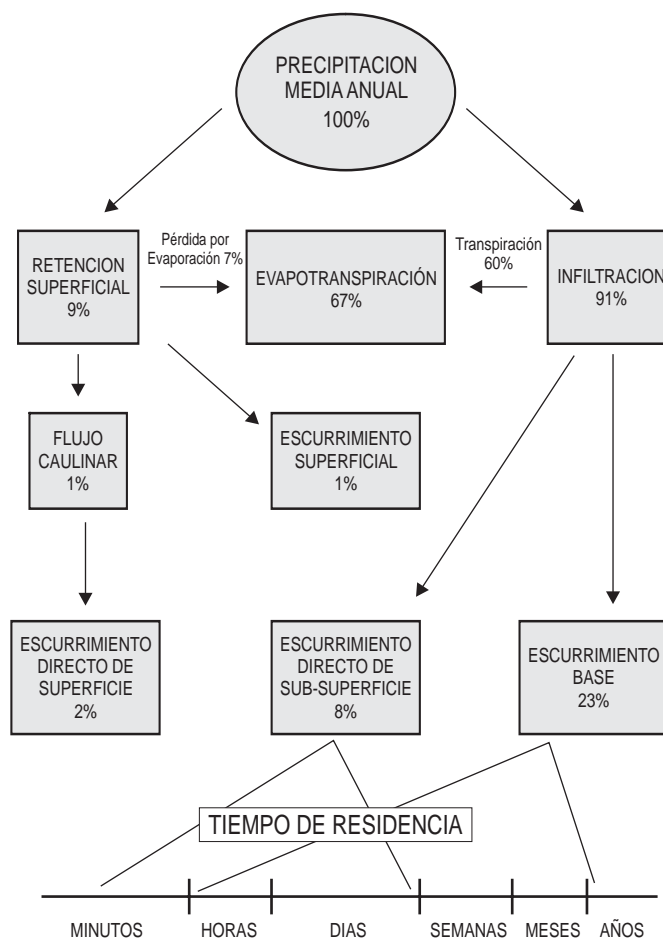 PRECIPITACION
MEDIA ANUAL
100%
RETENCION
SUPERFICIAL
9%
Pérdida por
Evaporación 7%
EVAPOTRANSPIRACIÓN
67%
Transpiración
60%
INFILTRACION
91%
FLUJO
CAULINAR
1%
ESCURRIMIENTO
SUPERFICIAL
1%
ESCURRIMIENTO
DIRECTO DE
SUPERFICIE
2%
ESCURRIMIENTO
DIRECTO DE
SUB-SUPERFICIE
8%
ESCURRIMIENTO
BASE
23%
TIEMPO DE RESIDENCIA
MINUTOS HORAS DIAS SEMANAS MESES AÑOS